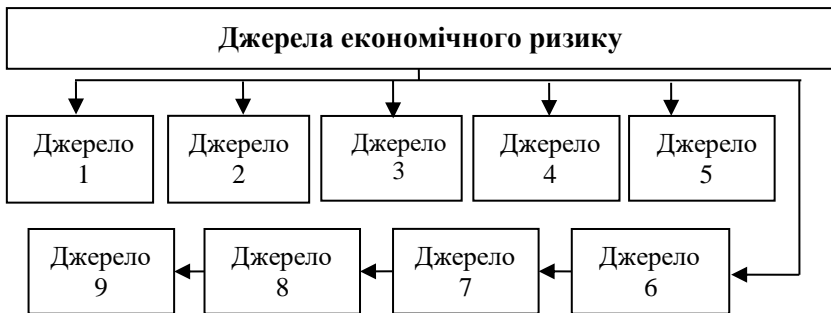 Джерела економічного ризику
Джерело
1
Джерело
2
Джерело
3
Джерело
4
Джерело
5
Джерело
9
Джерело
8
Джерело
7
Джерело
6